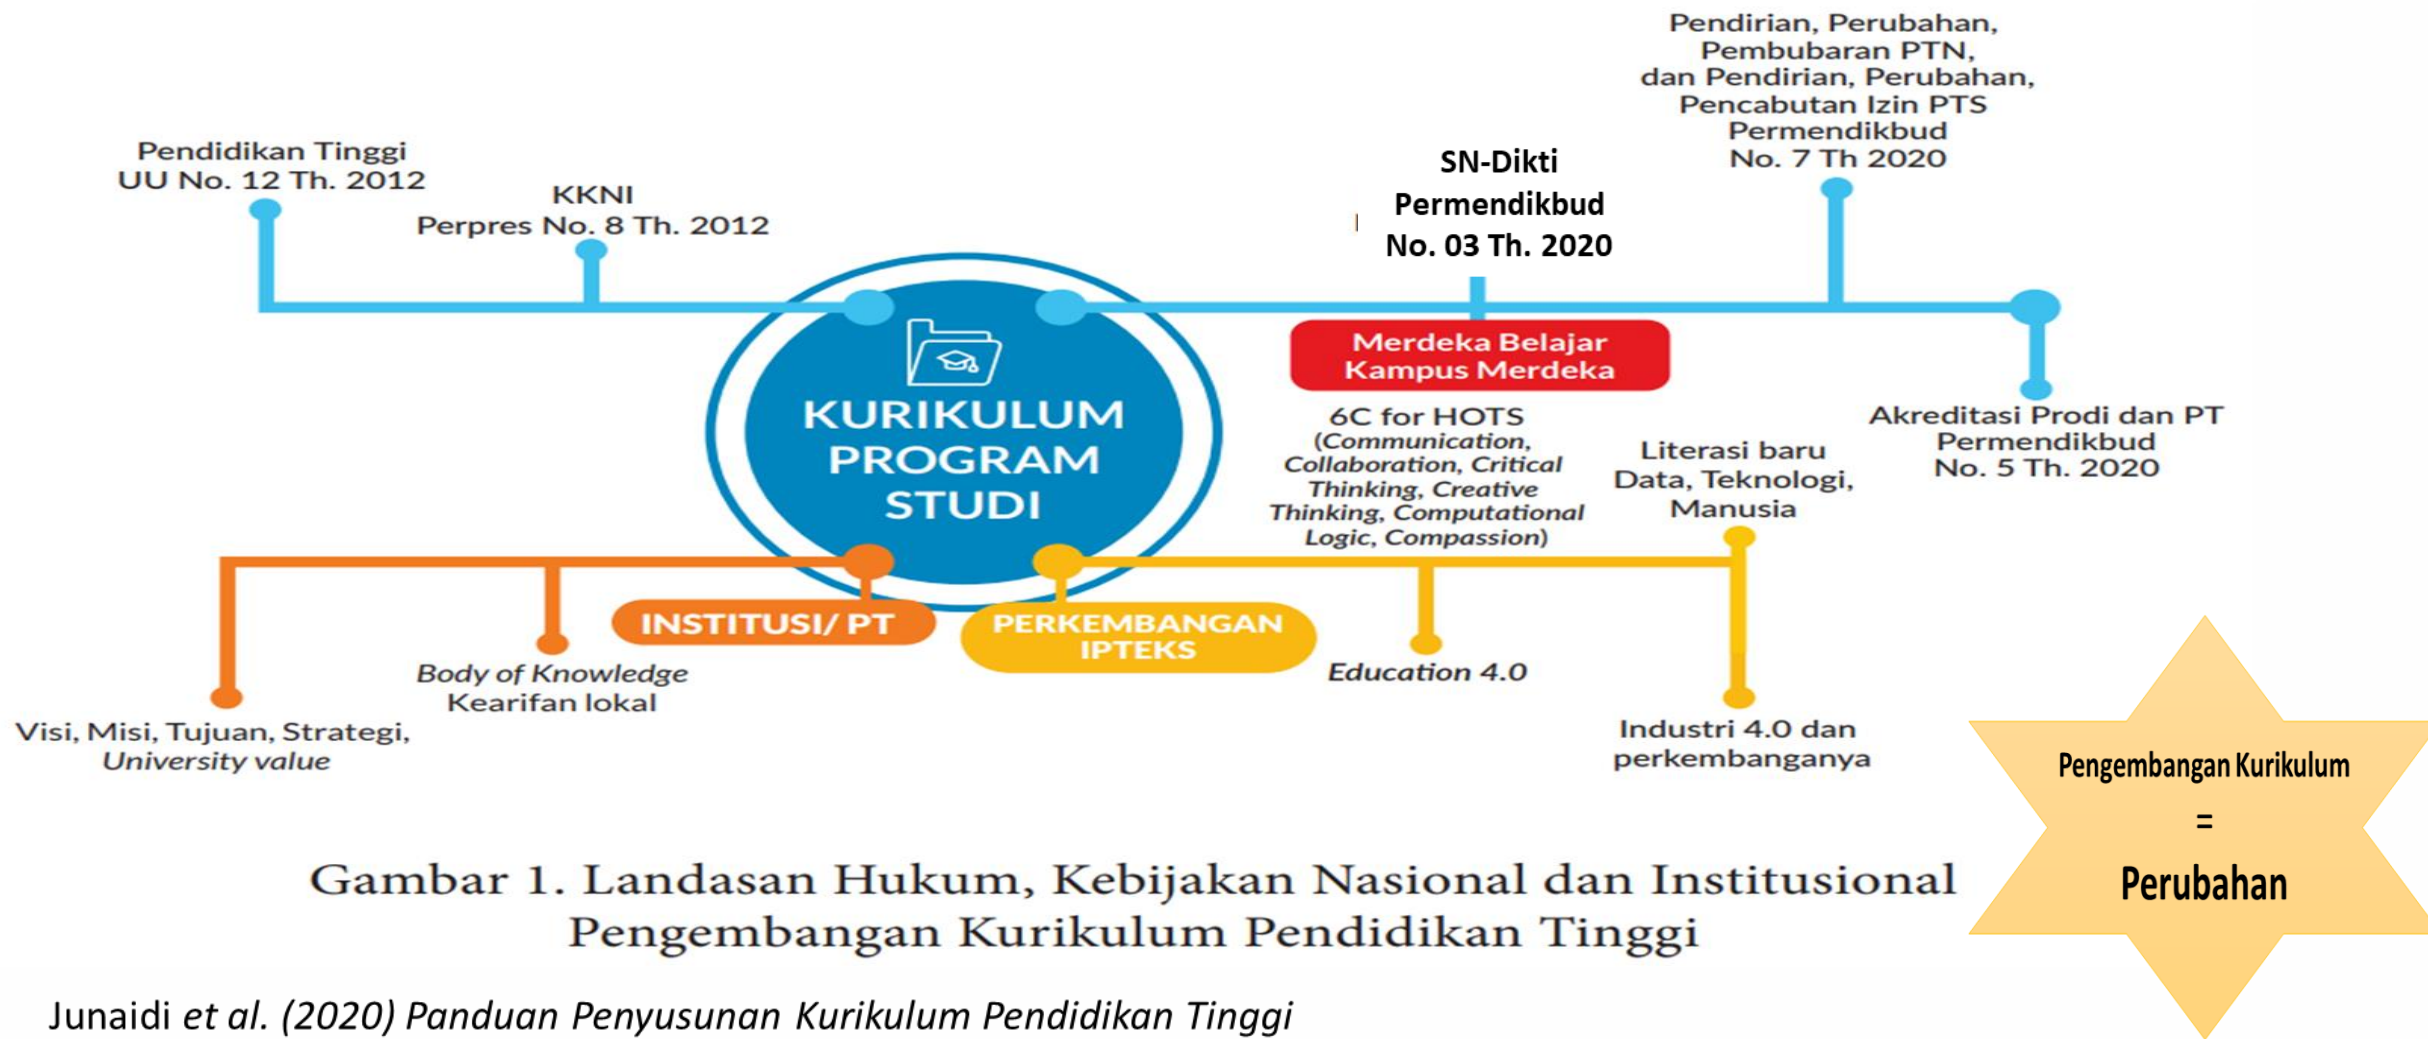 Pendidikan Tinggi
UU No. 12 Th. 2012
KKNI
Perpres No. 8 Th. 2012
SN-Dikti
Permendikbud
No. 03 Th. 2020
Pendirian, Perubahan,
Pembubaran PTN,
dan Pendirian, Perubahan,
Pencabutan Izin PTS
Permendikbud
No. 7 Th 2020
Merdeka Belajar
Kampus Merdeka
KURIKULUM
PROGRAM
STUDI
6C for HOTS
(Communication,
Collaboration, Critical
Thinking, Creative
Thinking, Computational
Logic, Compassion)
Literasi baru
Data, Teknologi,
Manusia
Akreditasi Prodi dan PT
Permendikbud
No. 5 Th. 2020
INSTITUSI/ PT
PERKEMBANGAN
IPTEKS
Body of Knowledge
Kearifan lokal
Visi, Misi, Tujuan, Strategi,
University value
Education 4.0
Industri 4.0 dan
perkembanganya
Pengembangan Kurikulum
=
Perubahan
Gambar 1. Landasan Hukum, Kebijakan Nasional dan Institusional
Pengembangan Kurikulum Pendidikan Tinggi
Junaidi et al. (2020) Panduan Penyusunan Kurikulum Pendidikan Tinggi